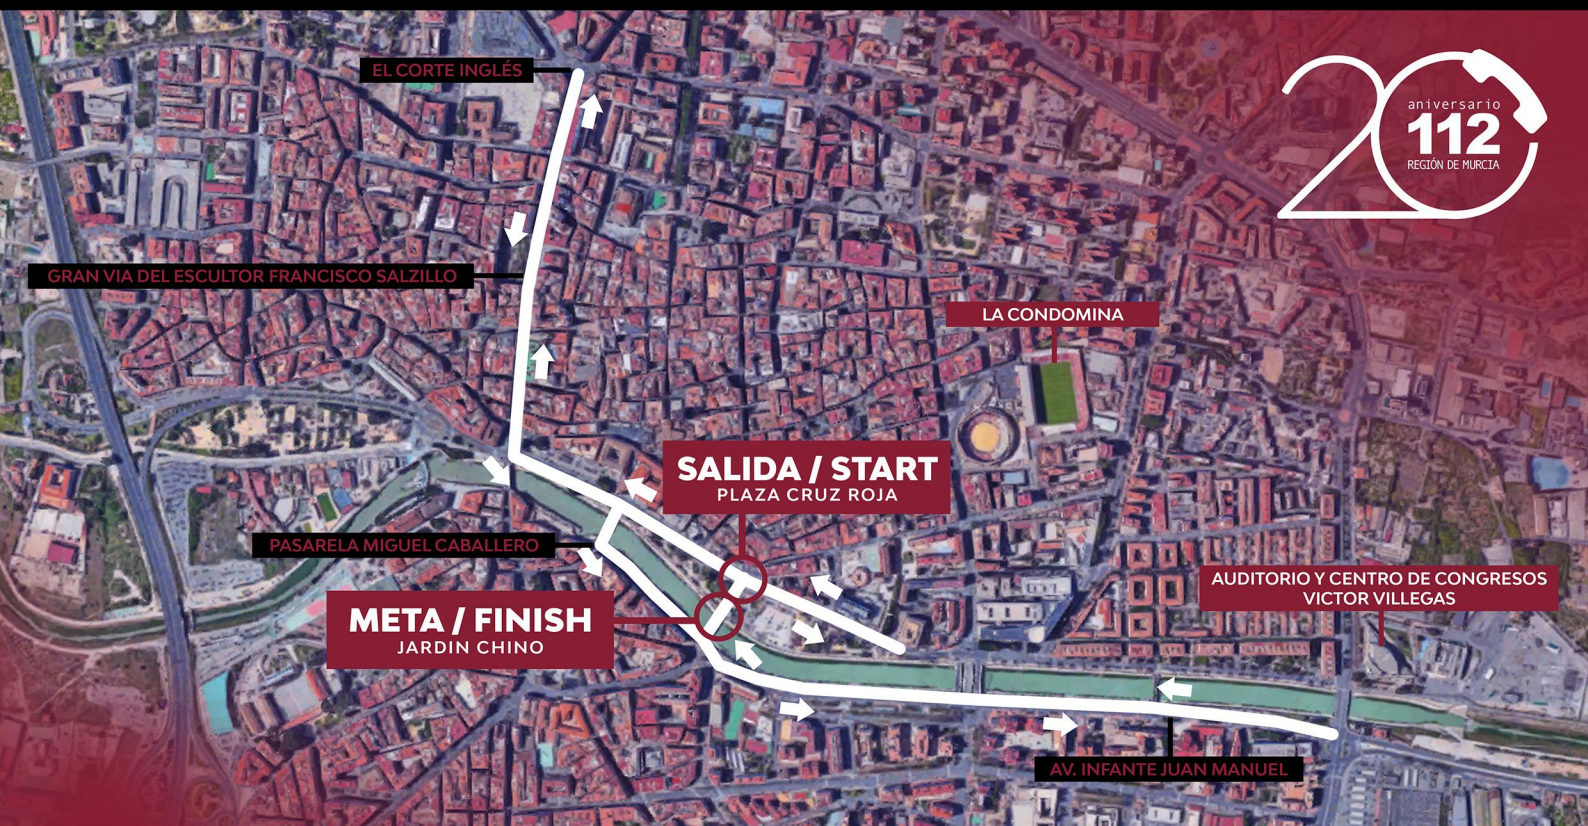 EL CORTE INGLÉS
20
aniversario
112
REGIÓN DE MURCIA
GRAN VIA DEL ESCULTOR FRANCISCO SALZILLO
LA CONDOMINA
SALIDA / START
PLAZA CRUZ ROJA
PASARELA MIGUEL CABALLERO
AUDITORIO Y CENTRO DE CONGRESOS
VICTOR VILLEGAS
META / FINISH
JARDIN CHINO
AV. INFANTE JUAN MANUEL